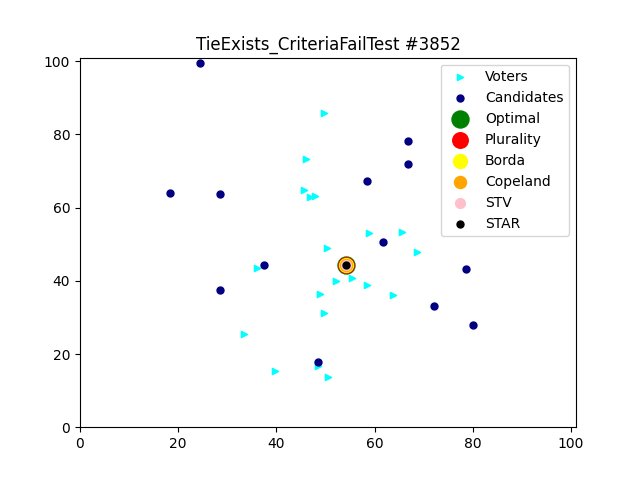 TieExists_CriteriaFailTest #3852
100
80
60
40
20
0
0 20 40 60 80 100
Voters
Candidates
Optimal
Plurality
Borda
Copeland
STV
STAR